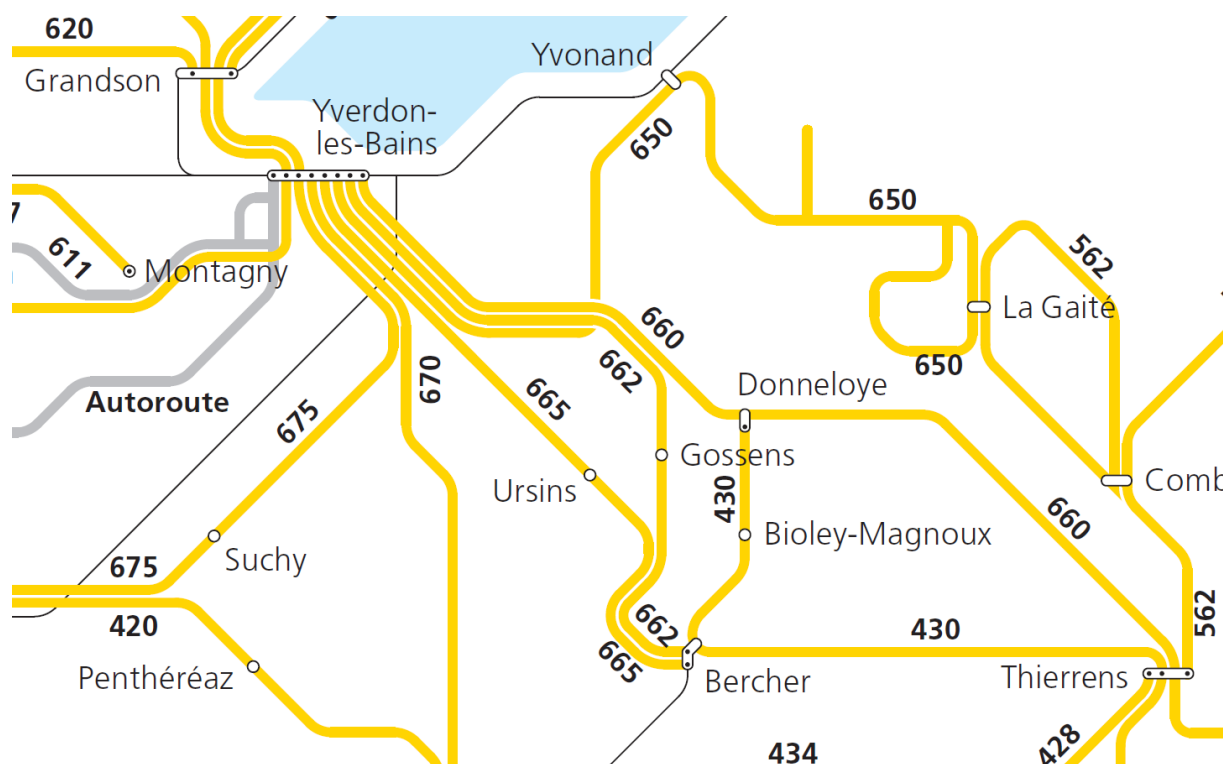 620
Grandson
Yvonand
Yverdon-
les-Bains
650
650
562
611
Montagny
La Gaité
660
662
650
670
Donneloye
Autoroute
665
675
Gossens
430
Ursins
Bioley-Magnoux
660
Suchy
675
562
420
662
430
665
Penthéréaz
Bercher
Thierrens
434
428